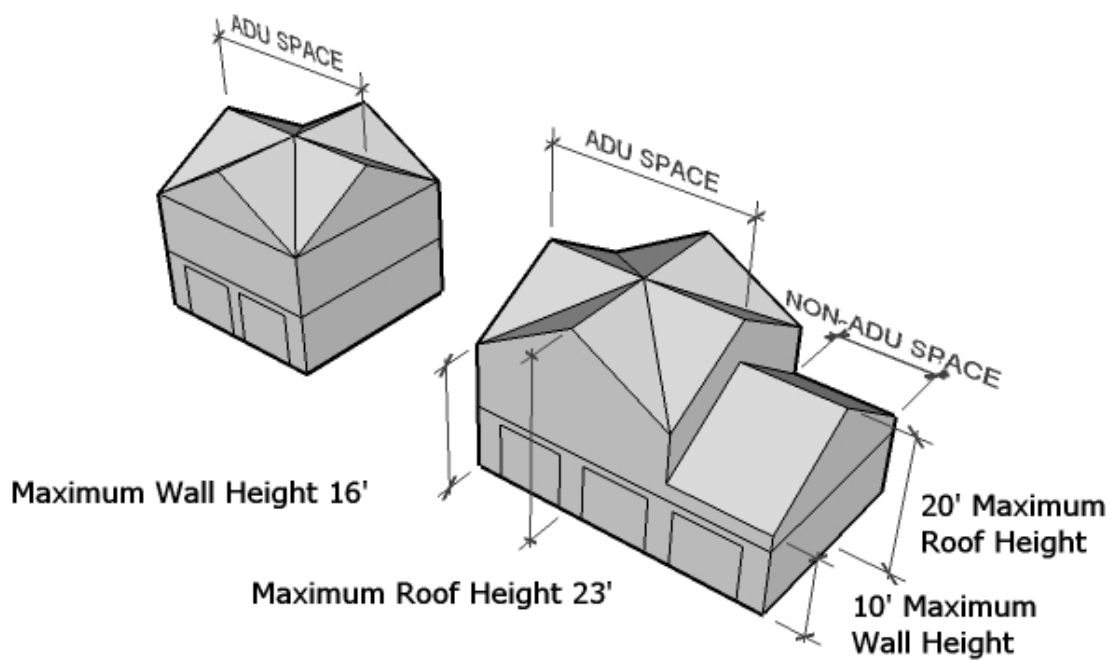 ADU SPACE
ADU SPACE
NON-ADU SPACE
Maximum Wall Height 16'
20' Maximum
Roof Height
Maximum Roof Height 23'
10' Maximum
Wall Height